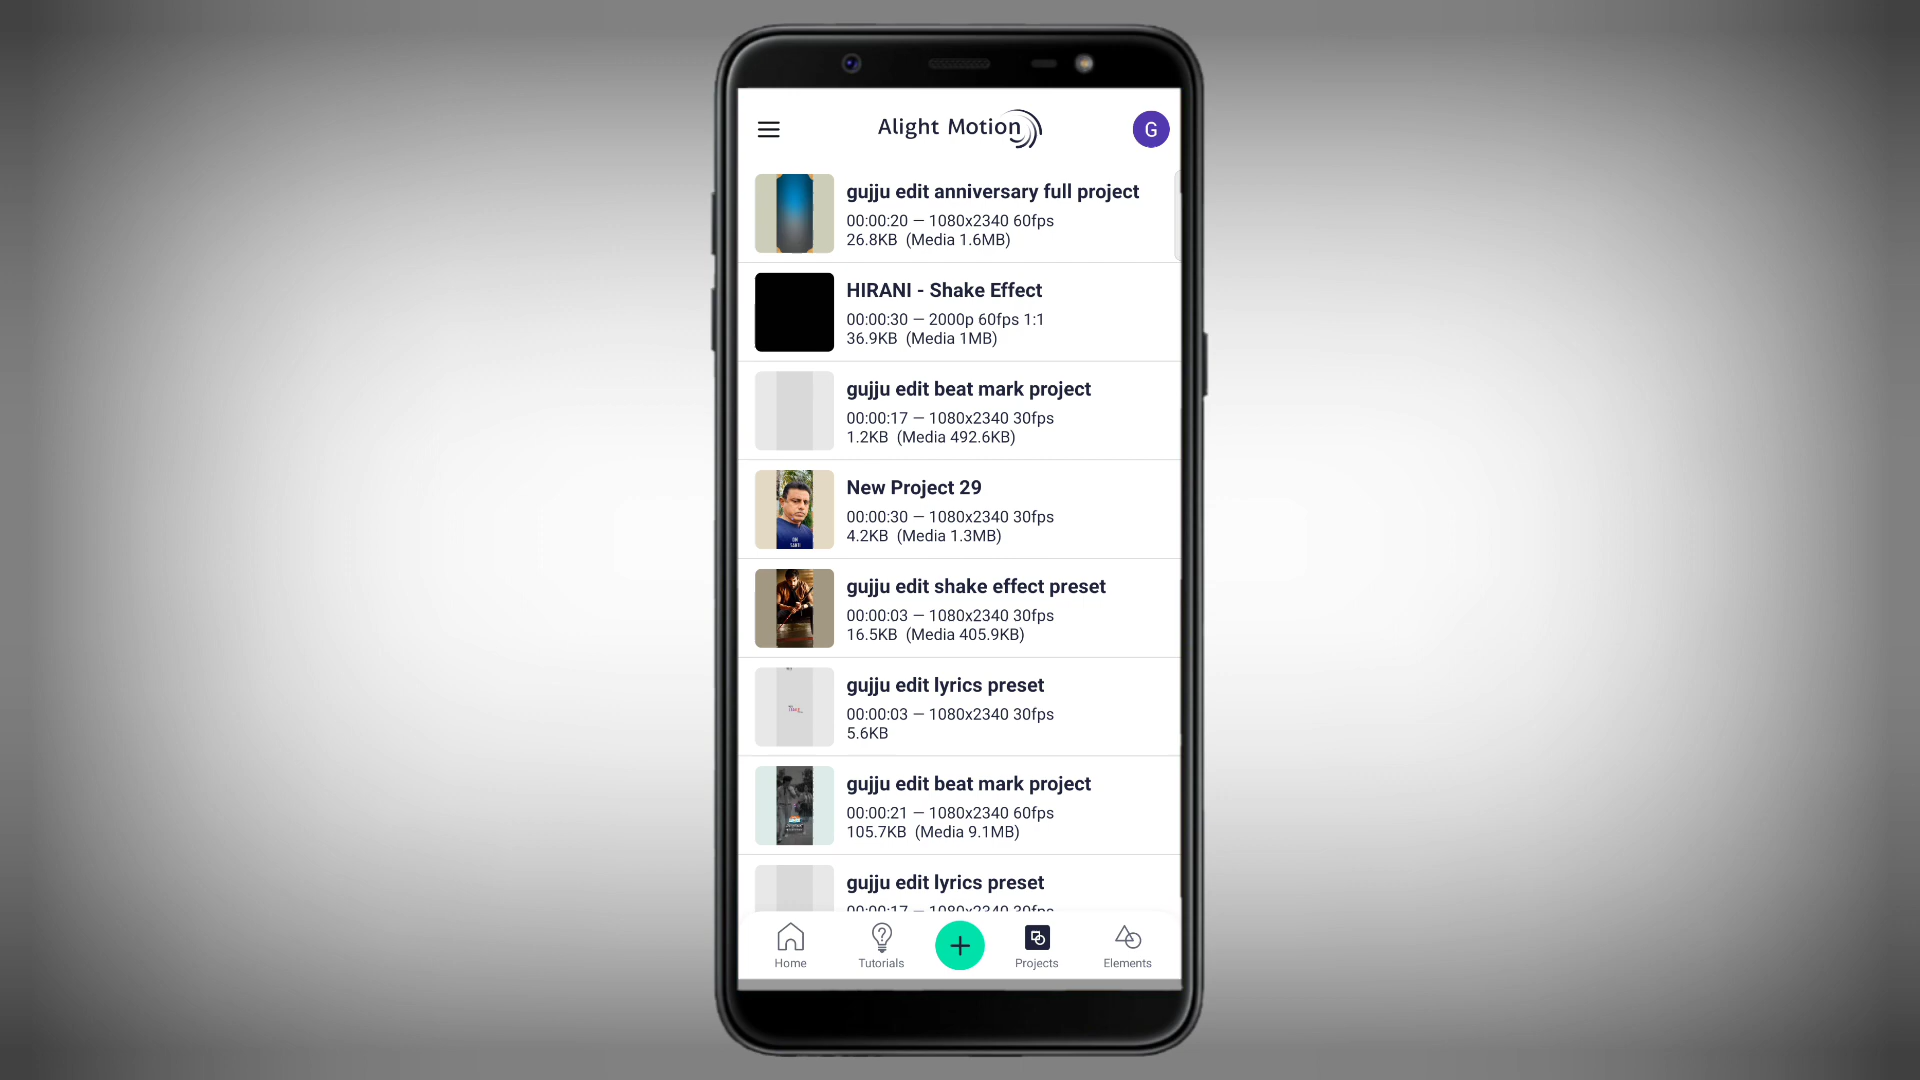 Alight Motion
G
gujju edit anniversary full project
00:00:20 — 1080x2340 60fps
26.8KB (Media 1.6MB)
HIRANI - Shake Effect
00:00:30 — 2000p 60fps 1:1
36.9KB (Media 1MB)
gujju edit beat mark project
00:00:17 — 1080x2340 30fps
1.2KB (Media 492.6KB)
New Project 29
00:00:30 — 1080x2340 30fps
4.2KB (Media 1.3MB)
gujju edit shake effect preset
00:00:03 — 1080x2340 30fps
16.5KB (Media 405.9KB)
gujju edit lyrics preset
00:00:03 — 1080x2340 30fps
5.6KB
gujju edit beat mark project
00:00:21 — 1080x2340 60fps
105.7KB (Media 9.1MB)
gujju edit lyrics preset
00:00:17 — 1080x2340 30fps
Home
Tutorials
Projects
Elements